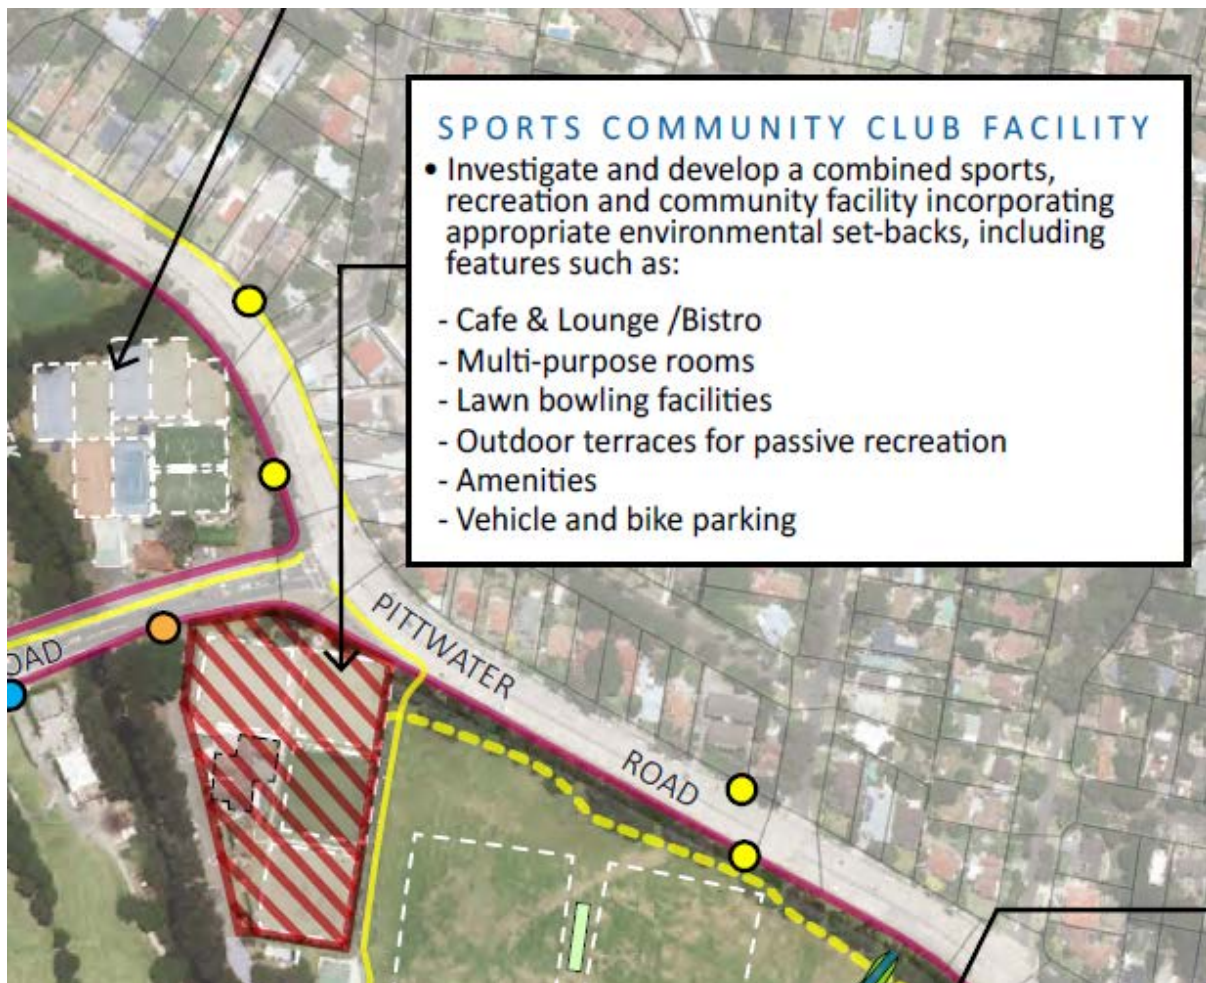 SPORTS COMMUNITY CLUB FACILITY
• Investigate and develop a combined sports,
recreation and community facility incorporating
appropriate environmental set-backs, including
features such as:
- Cafe & Lounge /Bistro
- Multi-purpose rooms
- Lawn bowling facilities
- Outdoor terraces for passive recreation
- Amenities
- Vehicle and bike parking
PITTWATER
ROAD
OAD